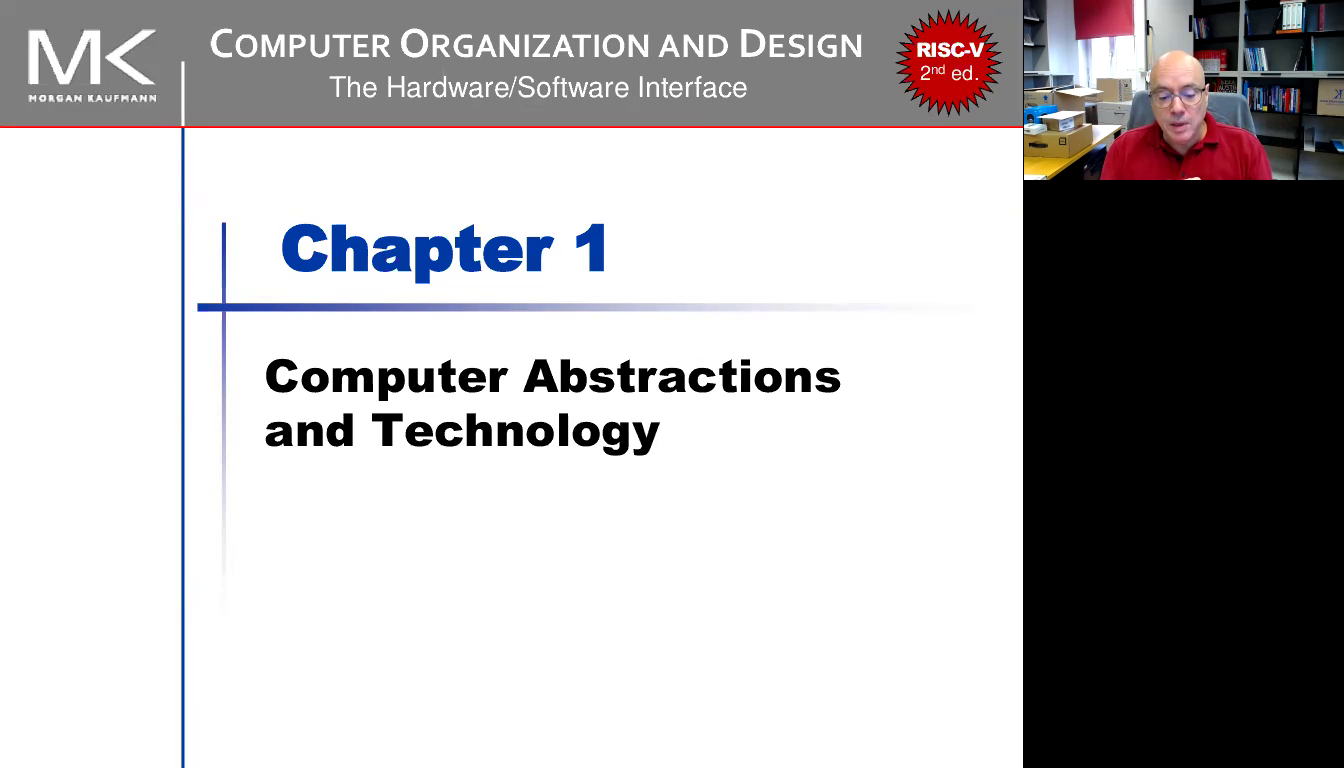 MK
MORGAN KAUFMANN
COMPUTER ORGANIZATION AND DESIGN
The Hardware/Software Interface
RISC-V
2nd ed.
Chapter 1
Computer Abstractions
and Technology